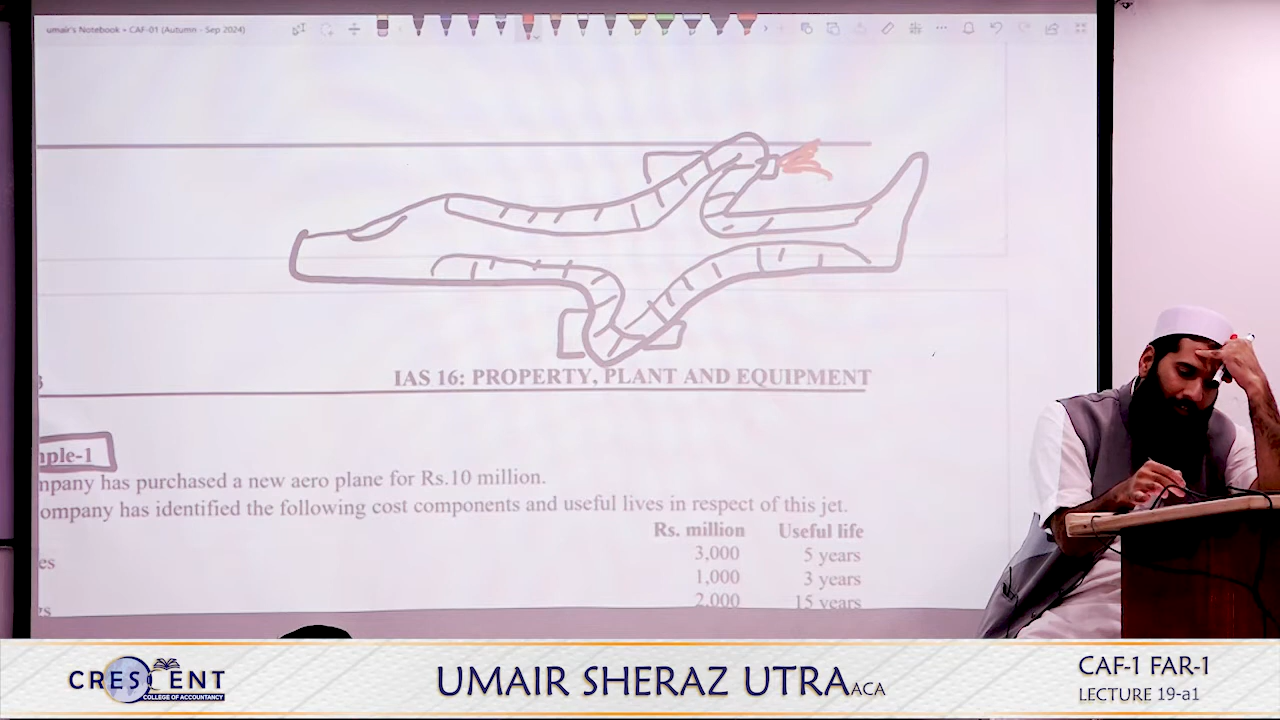 umair's Notebook • CAF-01 (Autumn - Sep 2024)
IAS 16: PROPERTY, PLANT AND EQUIPMENT
nple-1
npany has purchased a new aero plane for Rs.10 million.
ompany has identified the following cost components and useful lives in respect of this jet.
Rs. million Useful life
es 3,000 5 years
1,000 3 years
2,000 15 years
CRESCENT
COLLEGE OF ACCOUNTANCY
UMAIR SHERAZ UTRA ACA
CAF-1 FAR-1
LECTURE 19-a1